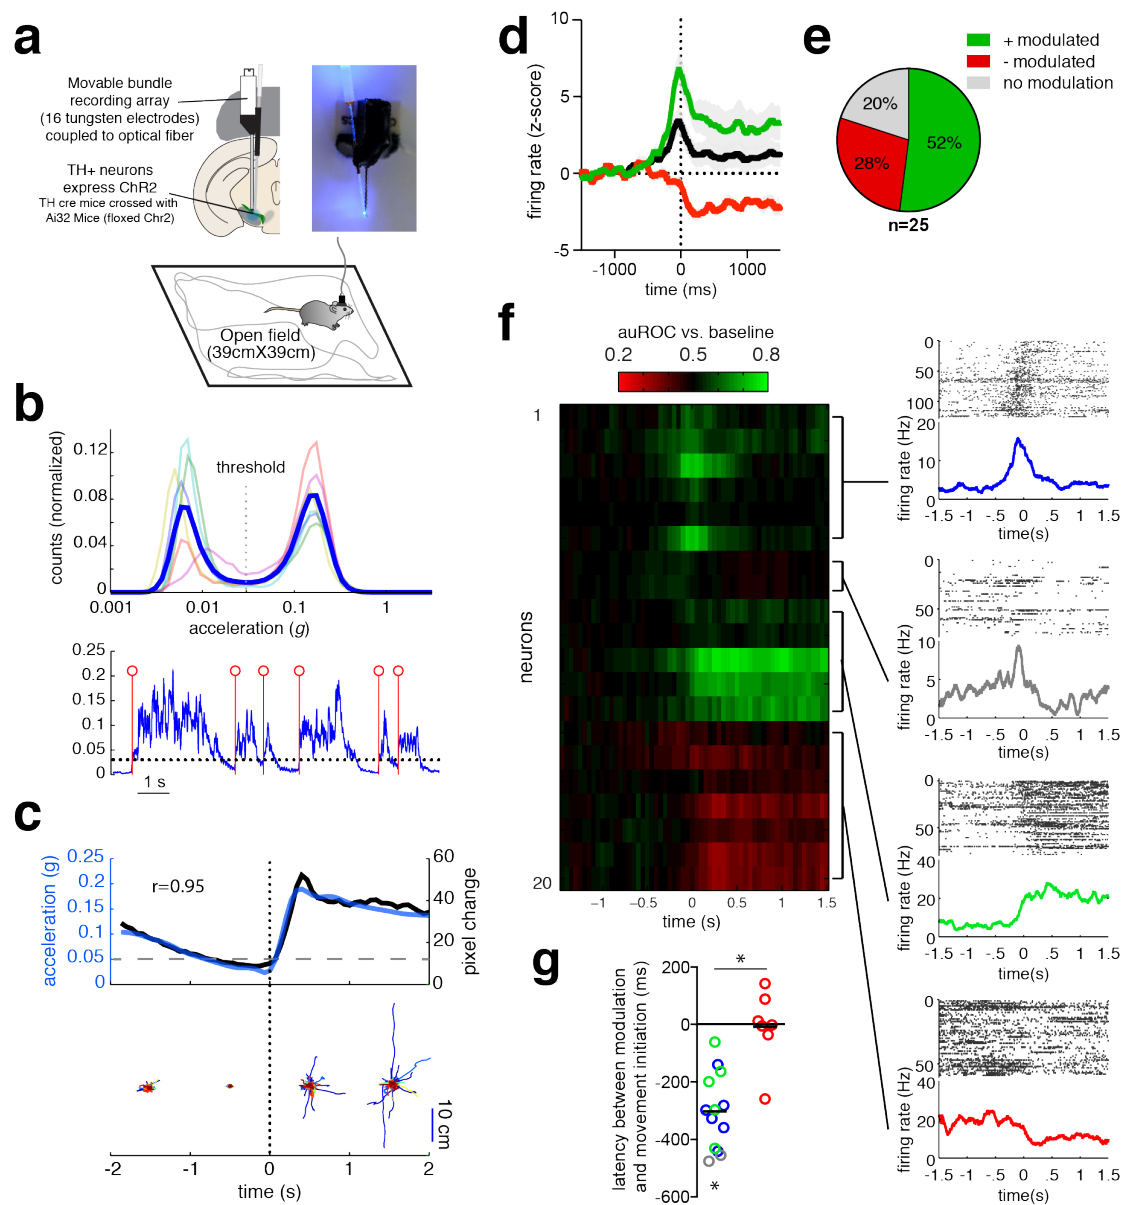 a
Movable bundle
recording array
(16 tungsten electrodes)
coupled to optical fiber
TH+ neurons
express ChR2
TH cre mice crossed with
Ai32 Mice (floxed Chr2)
Open field
(39cmX39cm)
b
counts (normalized)
0.12
0.08
0.04
0
threshold
0.001
0.01
0.1
1
acceleration (g)
0.25
0.2
0.15
0.1
0.05
0
1 s
c
acceleration (g)
0.25
0.2
0.15
0.1
0.05
0
r=0.95
60
40
20
0
pixel change
10 cm
-2
-1
0
1
2
time (s)
d
firing rate (z-score)
10
5
0
-5
-1000
0
1000
time (ms)
e
+ modulated
- modulated
no modulation
20%
52%
28%
n=25
f
auROC vs. baseline
0.2
0.5
0.8
1
neurons
20
−1
−0.5
0
0.5
1
1.5
time (s)
0
50
100
firing rate (Hz)
20
10
0
-1.5
-1
-.5
0
.5
1
1.5
time(s)
0
50
firing rate (Hz)
10
5
0
-1.5
-1
-.5
0
.5
1
1.5
time(s)
0
50
firing rate (Hz)
40
20
0
-1.5
-1
-.5
0
.5
1
1.5
time(s)
0
50
firing rate (Hz)
40
20
0
-1.5
-1
-.5
0
.5
1
1.5
time(s)
g
latency between modulation
and movement initiation (ms)
200
0
-200
-400
-600
*
*